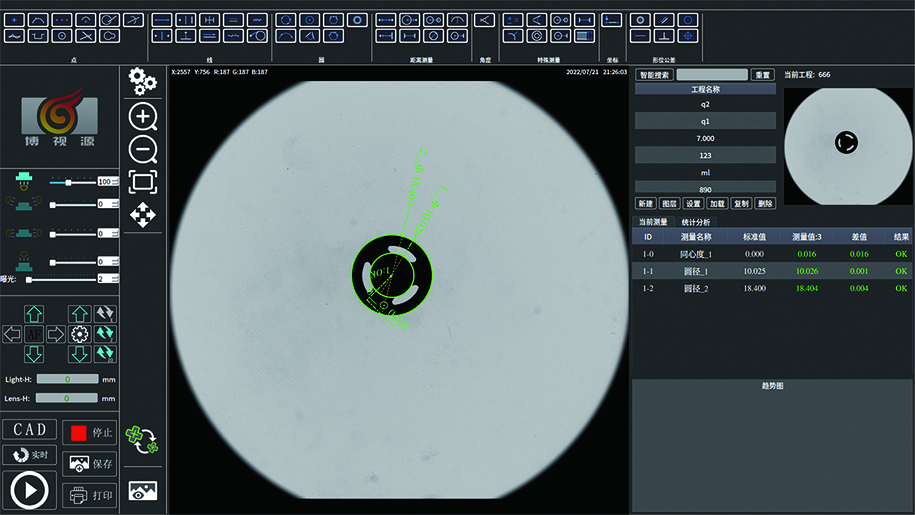 点
线
圆
距离测量
角度
特殊测量
坐标
形位公差
博视源
100
0
0
0
曝光: 2
AF
Light-H: 0 mm
Lens-H: 0 mm
CAD
停止
实时
保存
打印
X:2557 Y:756 R:187 G:187 B:187
2022/07/21 21:26:03
NO:1
智能搜索
重置
工程名称
q2
q1
7.000
123
ml
890
新建 图层 设置 加载 复制 删除
当前工程: 666
当前测量 统计分析
ID 测量名称 标准值 测量值:3 差值 结果
1-0 同心度_1 0.000 0.016 0.016 OK
1-1 圆径_1 10.025 10.026 0.001 OK
1-2 圆径_2 18.400 18.404 0.004 OK
趋势图